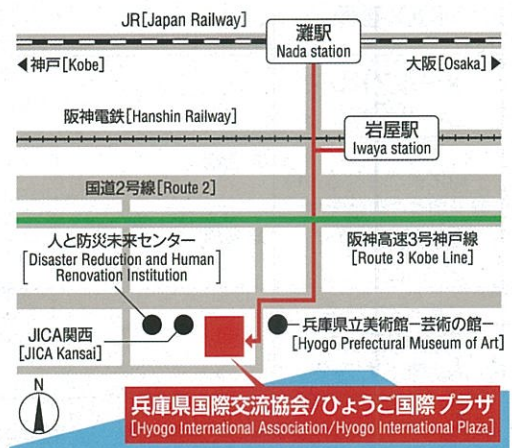 JR[Japan Railway]
灘駅
Nada station
神戸[Kobe]
大阪[Osaka]
阪神電鉄[Hanshin Railway]
岩屋駅
Iwaya station
国道2号線[Route 2]
人と防災未来センター
[Disaster Reduction and Human
Renovation Institution]
阪神高速3号神戸線
[Route 3 Kobe Line]
JICA関西
[JICA Kansai]
兵庫県立美術館−芸術の館−
[Hyogo Prefectural Museum of Art]
N
兵庫県国際交流協会/ひょうご国際プラザ
[Hyogo International Association/Hyogo International Plaza]